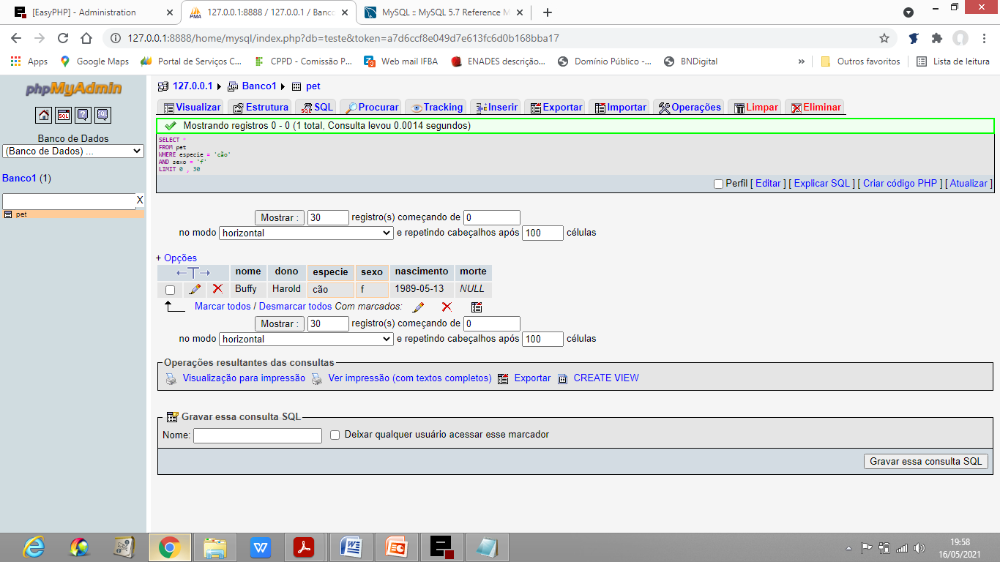 [EasyPHP] - Administration
127.0.0.1:8888 / 127.0.0.1 / Banco
MySQL :: MySQL 5.7 Reference M
127.0.0.1:8888/home/mysql/index.php?db=teste&token=a7d6ccf8e049d7e613fc6d0b168bba17
Apps Google Maps Portal de Serviços C... CPPD - Comissão P... Web mail IFBA ENADES descrição... Domínio Público -... BNDigital » Outros favoritos Lista de leitura
phpMyAdmin
SQL
Banco de Dados
(Banco de Dados) ...
Banco1 (1)
X
pet
127.0.0.1 Banco1 pet
Visualizar Estrutura SQL Procurar Tracking Inserir Exportar Importar Operações Limpar Eliminar
Mostrando registros 0 - 0 (1 total, Consulta levou 0.0014 segundos)
SELECT *
FROM pet
WHERE especie = 'cão'
AND sexo = 'f'
LIMIT 0 , 30
Perfil [ Editar ] [ Explicar SQL ] [ Criar código PHP ] [ Atualizar ]
Mostrar : 30 registro(s) começando de 0
no modo horizontal e repetindo cabeçalhos após 100 células
+ Opções
nome dono especie sexo nascimento morte
Buffy Harold cão f 1989-05-13 NULL
Marcar todos / Desmarcar todos Com marcados:
Mostrar : 30 registro(s) começando de 0
no modo horizontal e repetindo cabeçalhos após 100 células
Operações resultantes das consultas
Visualização para impressão Ver impressão (com textos completos) Exportar CREATE VIEW
Gravar essa consulta SQL
Nome: Deixar qualquer usuário acessar esse marcador
Gravar essa consulta SQL
19:58
16/05/2021